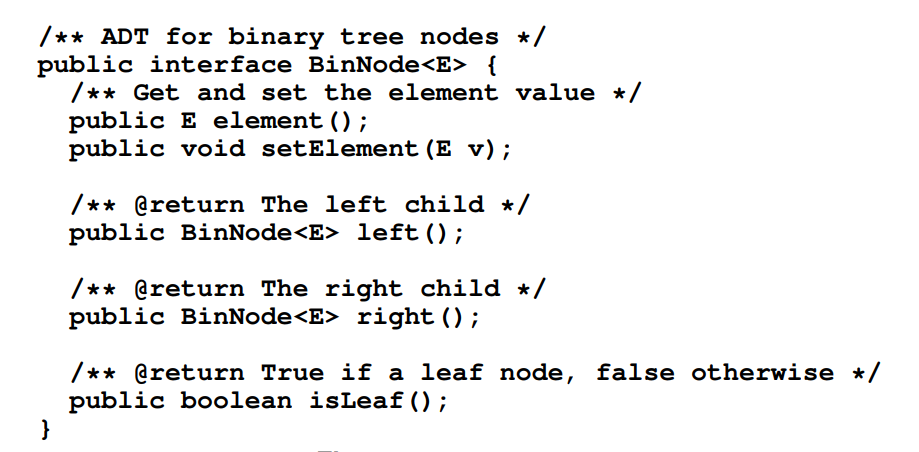 /** ADT for binary tree nodes */
public interface BinNode<E> {
/** Get and set the element value */
public E element();
public void setElement(E v);
/** @return The left child */
public BinNode<E> left();
/** @return The right child */
public BinNode<E> right();
/** @return True if a leaf node, false otherwise */
public boolean isLeaf();
}